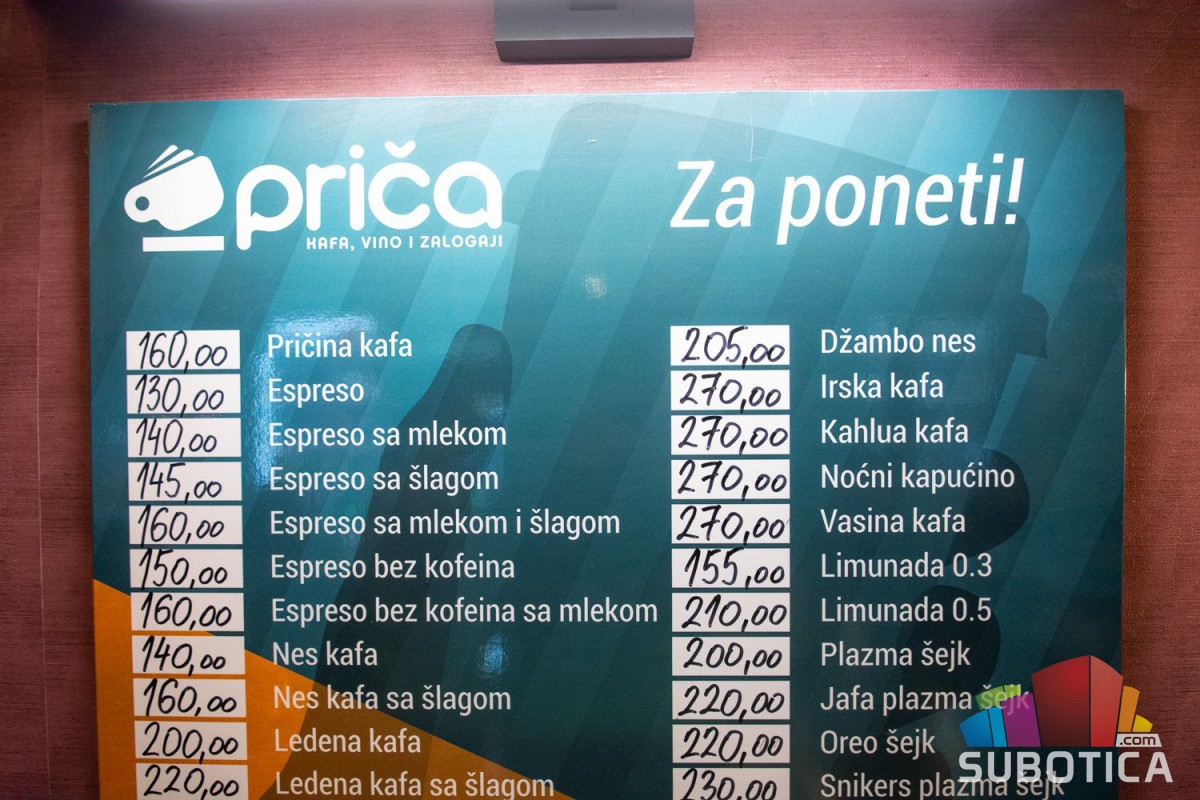 priča
KAFA, VINO I ZALOGAJI
Za poneti!
160,00 Pričina kafa
130,00 Espreso
140,00 Espreso sa mlekom
145,00 Espreso sa šlagom
160,00 Espreso sa mlekom i šlagom
150,00 Espreso bez kofeina
160,00 Espreso bez kofeina sa mlekom
140,00 Nes kafa
160,00 Nes kafa sa šlagom
200,00 Ledena kafa
220,00 Ledena kafa sa šlagom
205,00 Džambo nes
270,00 Irska kafa
270,00 Kahlua kafa
270,00 Noćni kapućino
270,00 Vasina kafa
155,00 Limunada 0.3
210,00 Limunada 0.5
200,00 Plazma šejk
220,00 Jafa plazma šejk
220,00 Oreo šejk
230,00 Snikers plazma šejk
.com
SUBOTICA